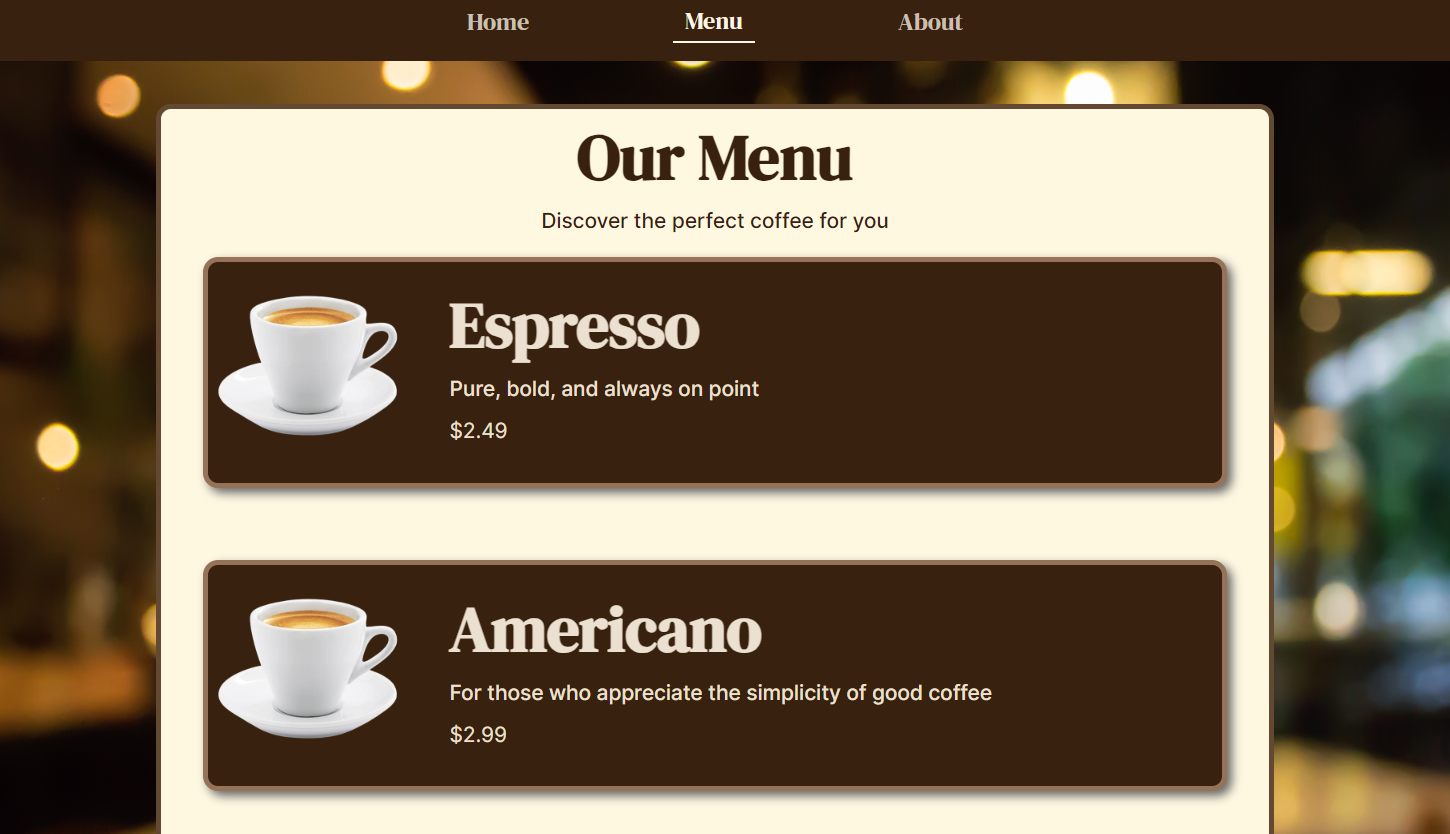 Home
Menu
About
Our Menu
Discover the perfect coffee for you
Espresso
Pure, bold, and always on point
$2.49
Americano
For those who appreciate the simplicity of good coffee
$2.99